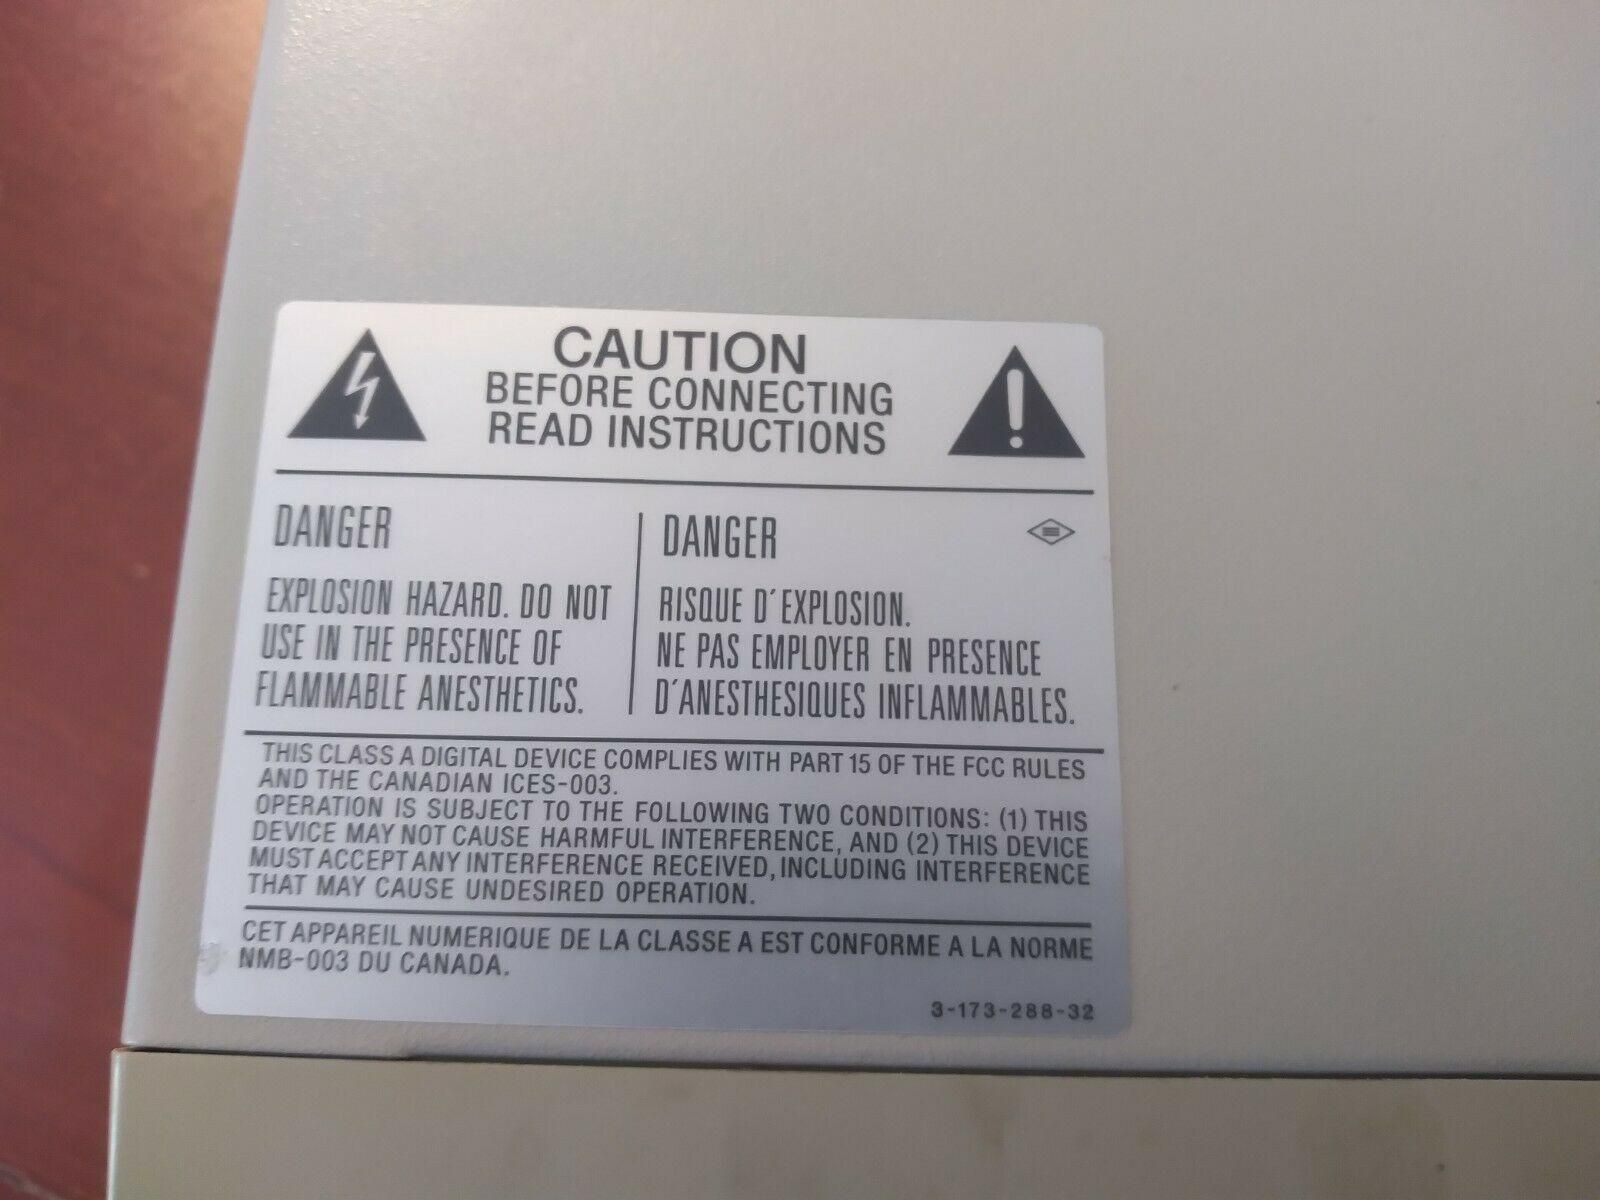 CAUTION
BEFORE CONNECTING
READ INSTRUCTIONS
DANGER
EXPLOSION HAZARD. DO NOT
USE IN THE PRESENCE OF
FLAMMABLE ANESTHETICS.
DANGER
RISQUE D'EXPLOSION.
NE PAS EMPLOYER EN PRESENCE
D'ANESTHESIQUES INFLAMMABLES.
THIS CLASS A DIGITAL DEVICE COMPLIES WITH PART 15 OF THE FCC RULES
AND THE CANADIAN ICES-003.
OPERATION IS SUBJECT TO THE FOLLOWING TWO CONDITIONS: (1) THIS
DEVICE MAY NOT CAUSE HARMFUL INTERFERENCE, AND (2) THIS DEVICE
MUST ACCEPT ANY INTERFERENCE RECEIVED, INCLUDING INTERFERENCE
THAT MAY CAUSE UNDESIRED OPERATION.
CET APPAREIL NUMERIQUE DE LA CLASSE A EST CONFORME A LA NORME
NMB-003 DU CANADA.
3-173-288-32